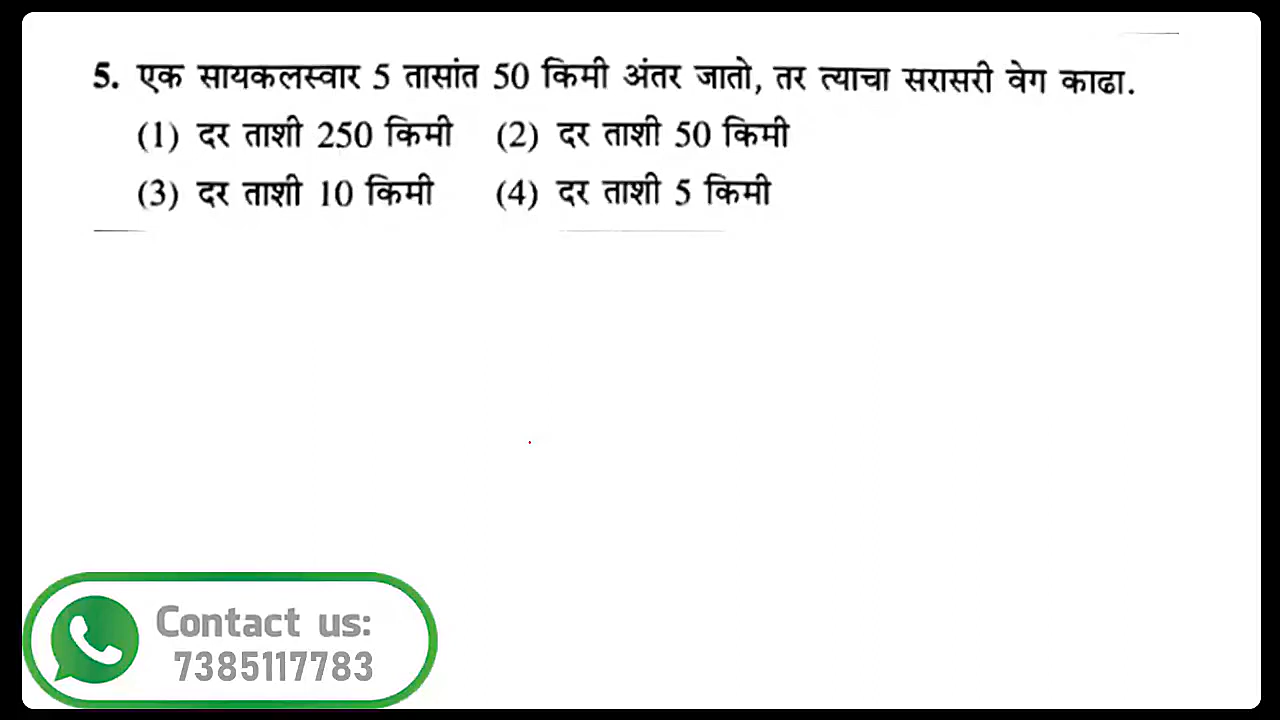 5. एक सायकलस्वार 5 तासांत 50 किमी अंतर जातो, तर त्याचा सरासरी वेग काढा.
(1) दर ताशी 250 किमी (2) दर ताशी 50 किमी
(3) दर ताशी 10 किमी (4) दर ताशी 5 किमी
Contact us:
7385117783